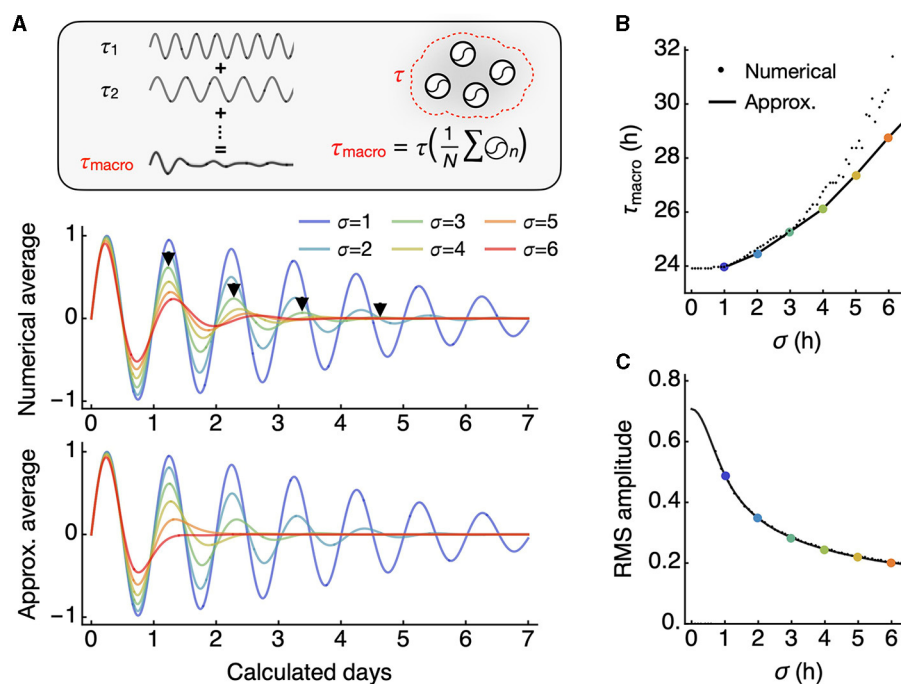 A
τ1
+
τ2
+
=
τmacro
τ
τmacro = τ(1/N ∑ n)
σ=1 σ=3 σ=5
σ=2 σ=4 σ=6
Numerical average
1
0
−1
0 1 2 3 4 5 6 7
Approx. average
1
0
−1
0 1 2 3 4 5 6 7
Calculated days
B
Numerical
Approx.
τmacro (h)
32
30
28
26
24
0 1 2 3 4 5 6
σ (h)
C
RMS amplitude
0.8
0.6
0.4
0.2
0.
0 1 2 3 4 5 6
σ (h)